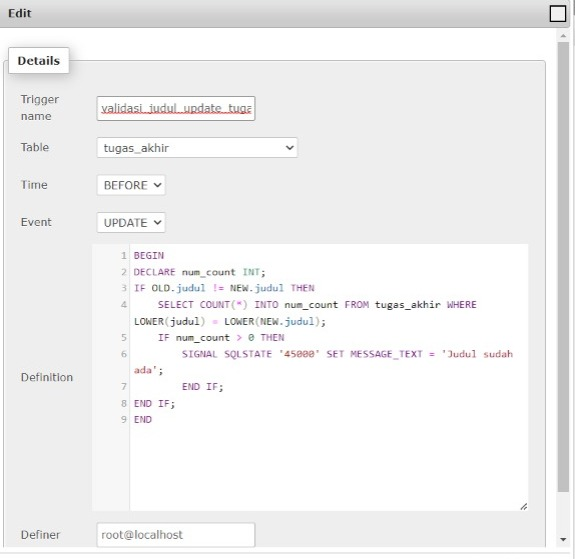 Edit
Details
Trigger
name
validasi_judul_update_tuga
Table
tugas_akhir
Time
BEFORE
Event
UPDATE
Definition
1 BEGIN
2 DECLARE num_count INT;
3 IF OLD.judul != NEW.judul THEN
4 SELECT COUNT(*) INTO num_count FROM tugas_akhir WHERE
LOWER(judul) = LOWER(NEW.judul);
5 IF num_count > 0 THEN
6 SIGNAL SQLSTATE '45000' SET MESSAGE_TEXT = 'Judul sudah
ada';
7 END IF;
8 END IF;
9 END
Definer
root@localhost